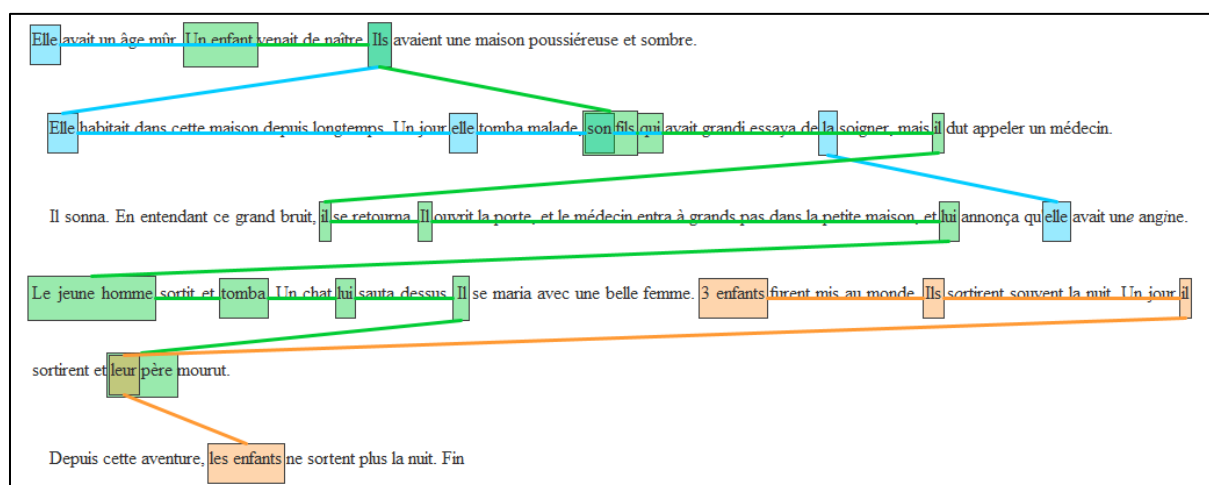 Elle avait un âge mûr. Un enfant venait de naître. Ils avaient une maison poussiéreuse et sombre.
Elle habitait dans cette maison depuis longtemps. Un jour elle tomba malade, son fils qui avait grandi essaya de la soigner, mais il dut appeler un médecin.
Il sonna. En entendant ce grand bruit, il se retourna. Il ouvrit la porte, et le médecin entra à grands pas dans la petite maison, et lui annonça qu'elle avait une angine.
Le jeune homme sortit et tomba. Un chat lui sauta dessus. Il se maria avec une belle femme. 3 enfants furent mis au monde. Ils sortirent souvent la nuit. Un jour il
sortirent et leur père mourut.
Depuis cette aventure, les enfants ne sortent plus la nuit. Fin